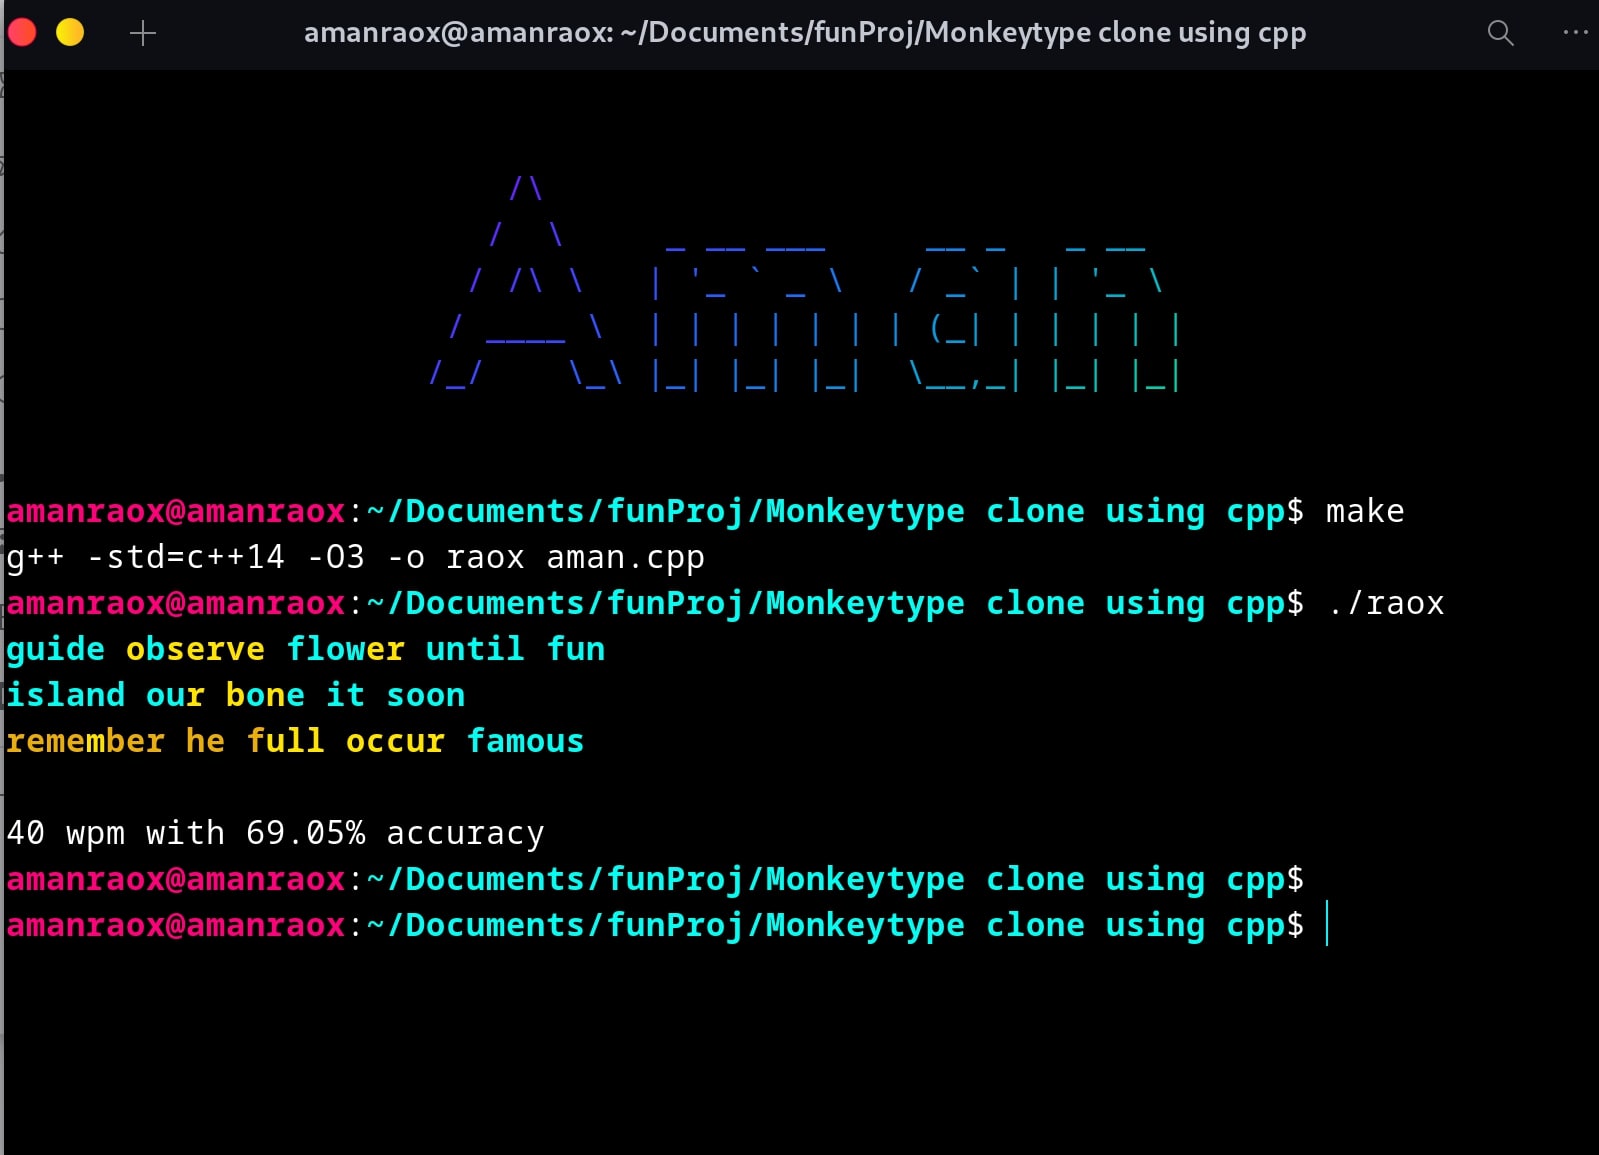 amanraox@amanraox: ~/Documents/funProj/Monkeytype clone using cpp
Aman
amanraox@amanraox:~/Documents/funProj/Monkeytype clone using cpp$ make
g++ -std=c++14 -O3 -o raox aman.cpp
amanraox@amanraox:~/Documents/funProj/Monkeytype clone using cpp$ ./raox
guide observe flower until fun
island our bone it soon
remember he full occur famous
40 wpm with 69.05% accuracy
amanraox@amanraox:~/Documents/funProj/Monkeytype clone using cpp$
amanraox@amanraox:~/Documents/funProj/Monkeytype clone using cpp$